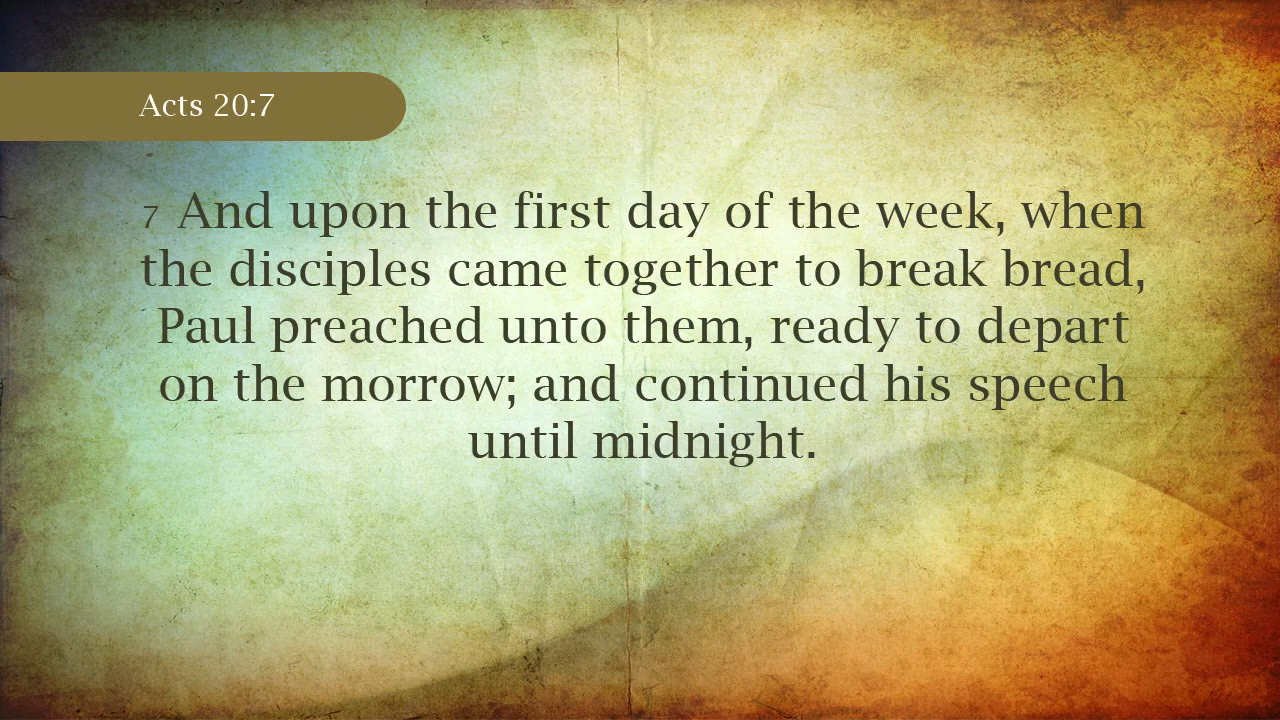 Acts 20:7
7 And upon the first day of the week, when
the disciples came together to break bread,
Paul preached unto them, ready to depart
on the morrow; and continued his speech
until midnight.